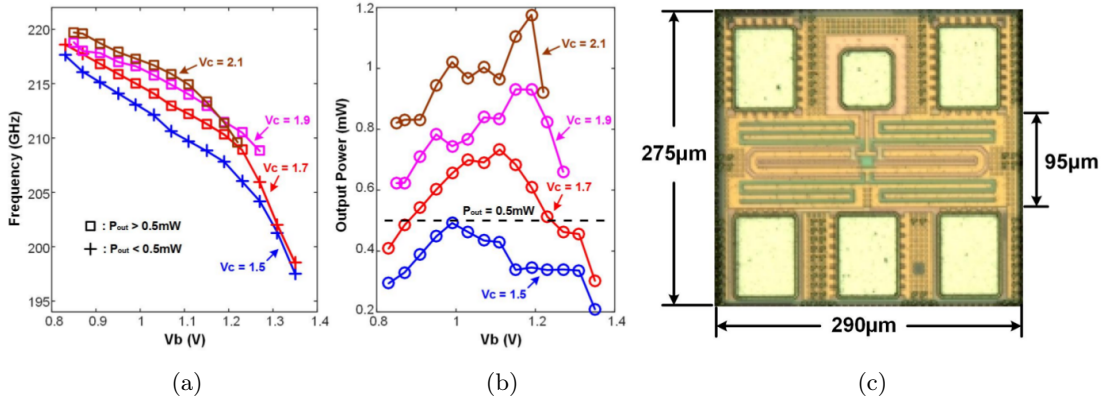 220
215
210
205
200
195
0.8
0.9
1
1.1
1.2
1.3
1.4
Frequency (GHz)
Vb (V)
Vc = 2.1
Vc = 1.9
Vc = 1.7
Vc = 1.5
: Pout > 0.5mW
: Pout < 0.5mW
(a)
1.2
1
0.8
0.6
0.4
0.2
0.8
1
1.2
1.4
Output Power (mW)
Vb (V)
Vc = 2.1
Vc = 1.9
Vc = 1.7
Pout = 0.5mW
Vc = 1.5
(b)
275µm
95µm
290µm
(c)